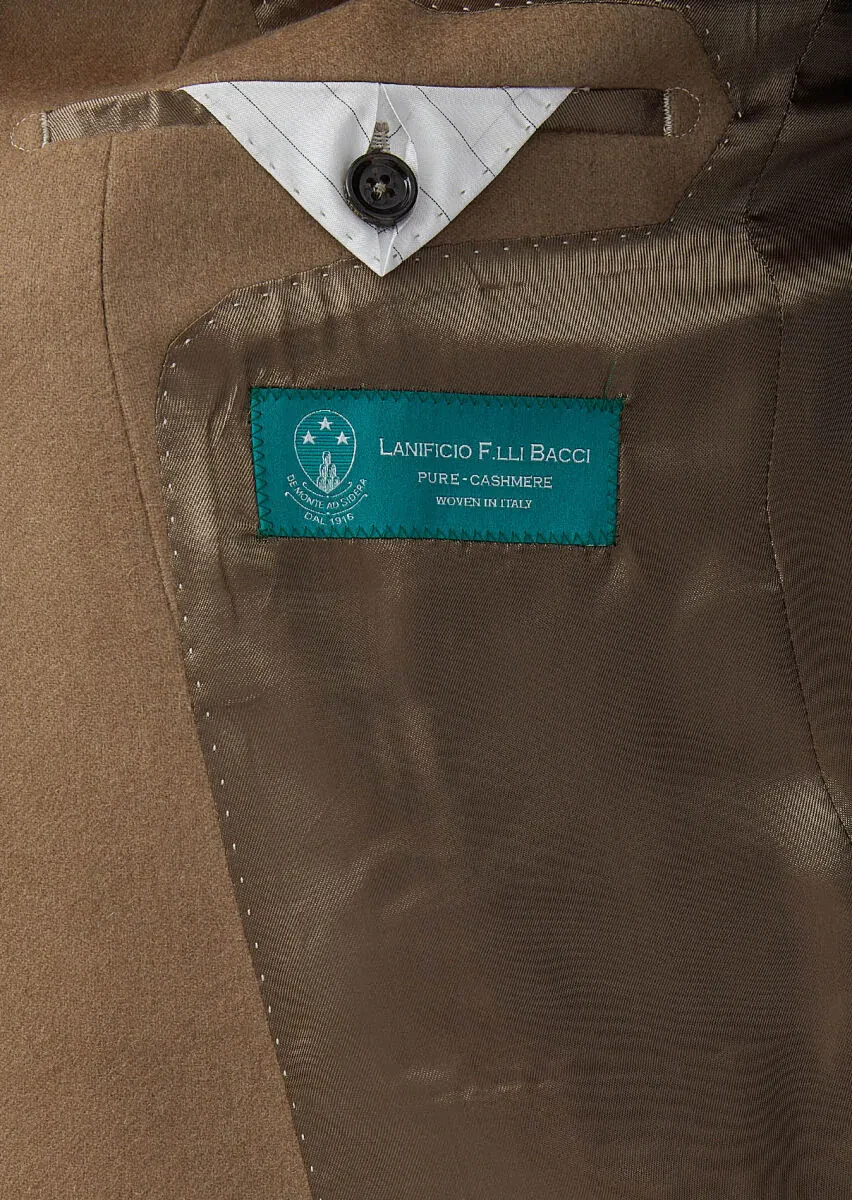 LANIFICIO F.LLI BACCI
PURE-CASHMERE
WOVEN IN ITALY
DE MONTE AD SIDERA
DAL 1916